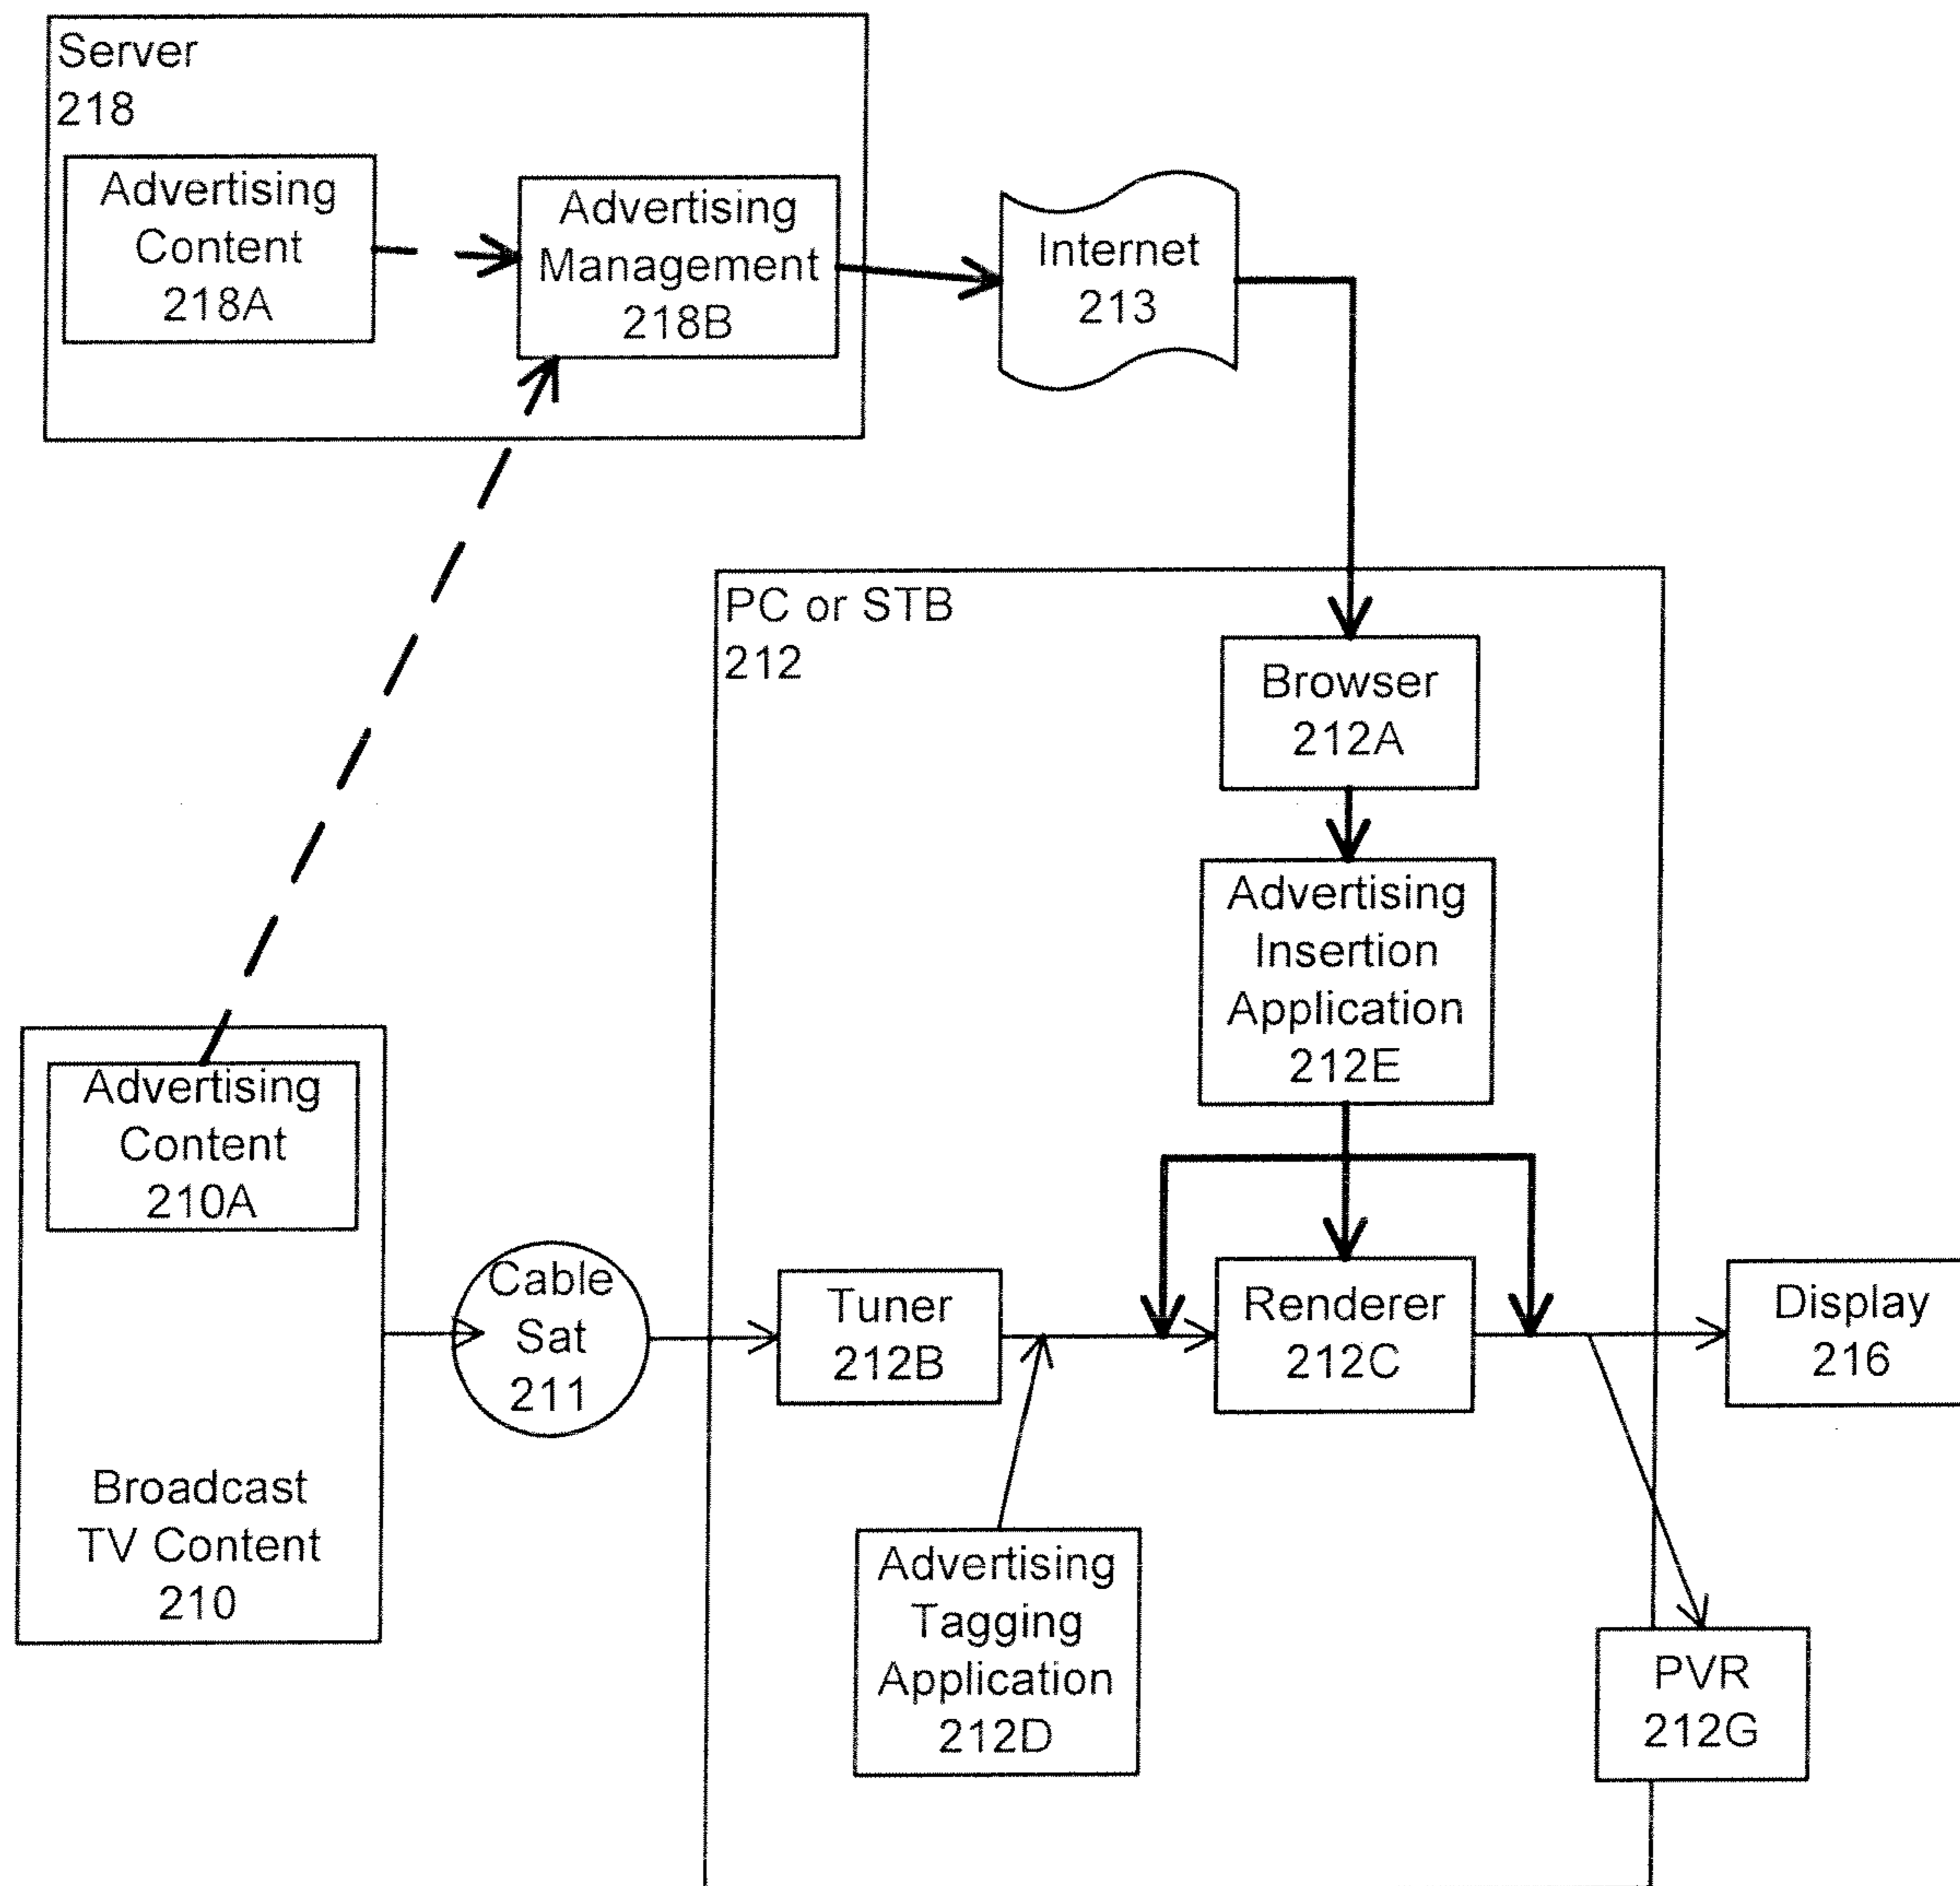 Server
218
Advertising
Content
218A
Advertising
Management
218B
Internet
213
PC or STB
212
Browser
212A
Advertising
Insertion
Application
212E
Advertising
Content
210A
Broadcast
TV Content
210
Cable
Sat
211
Tuner
212B
Renderer
212C
Display
216
Advertising
Tagging
Application
212D
PVR
212G